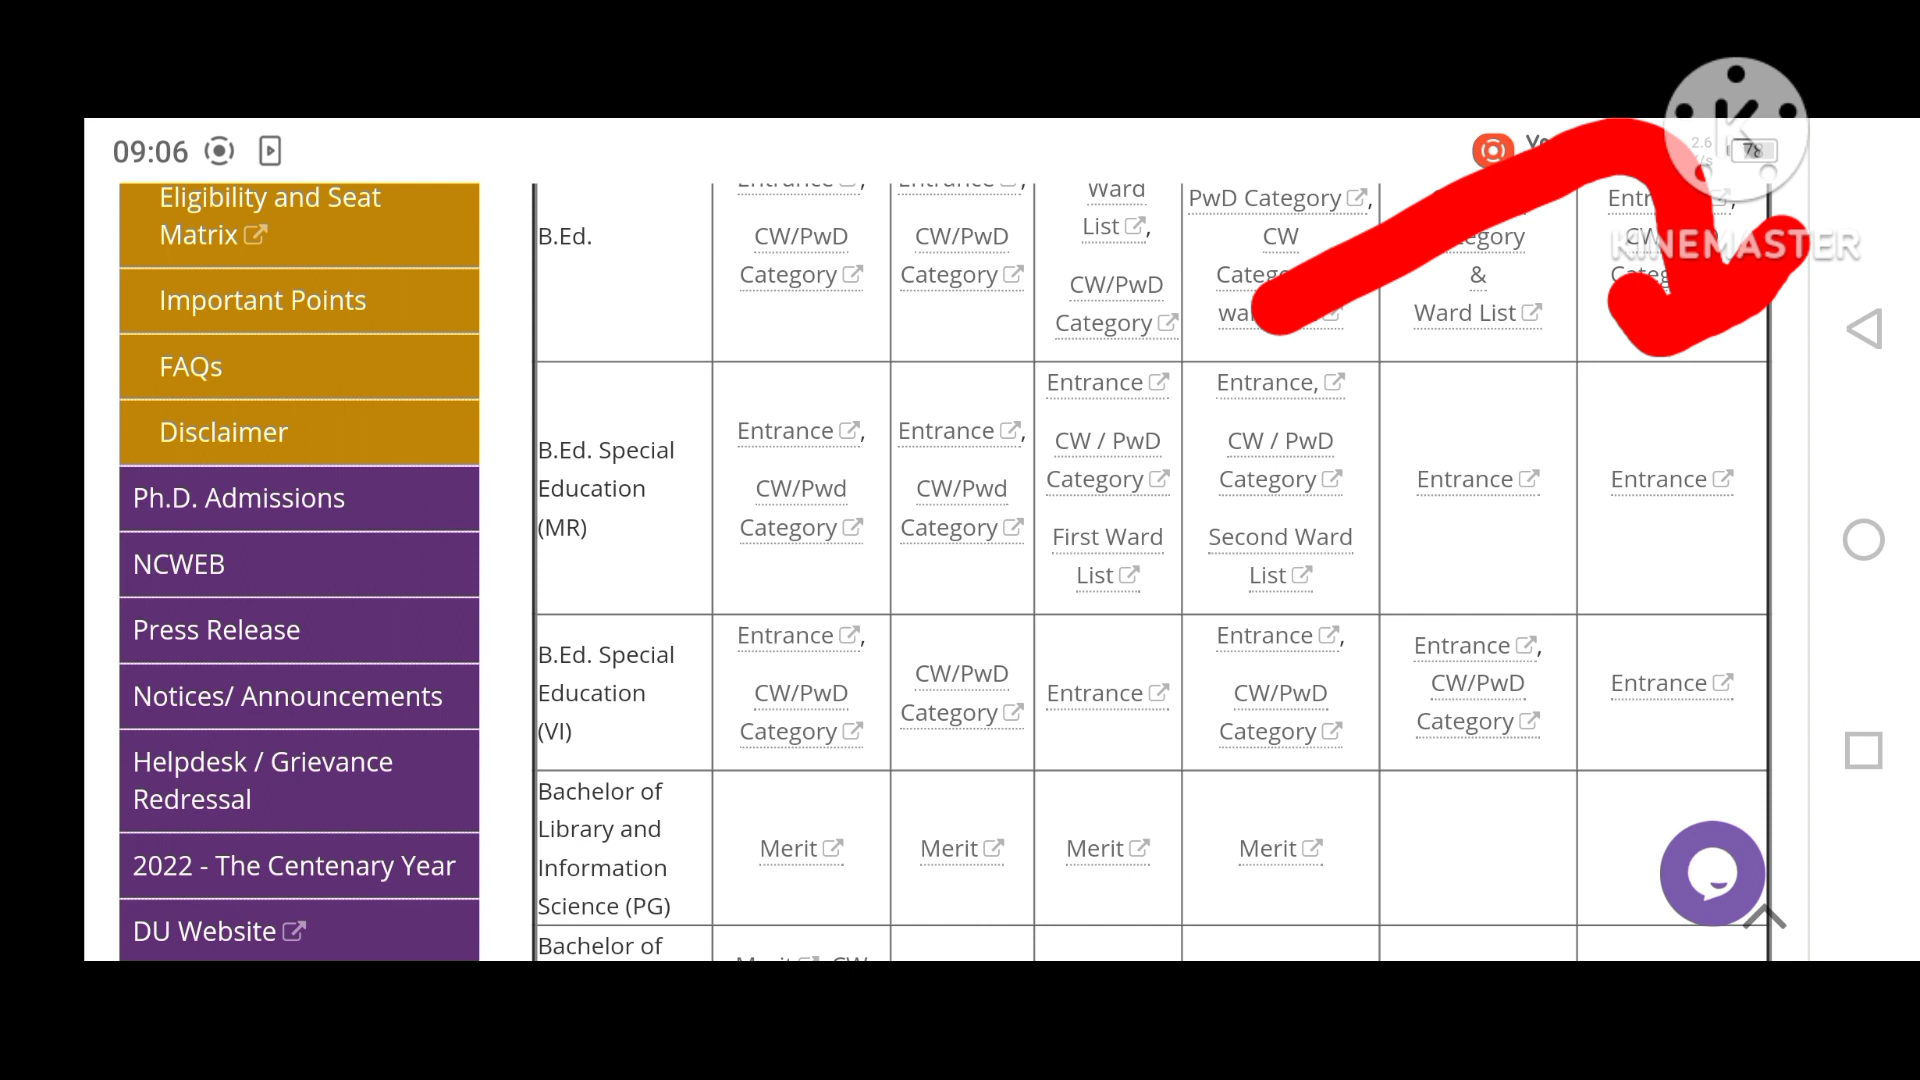 09:06
2.6
78
KINEMASTER
Eligibility and Seat
Matrix
Important Points
FAQs
Disclaimer
Ph.D. Admissions
NCWEB
Press Release
Notices/ Announcements
Helpdesk / Grievance
Redressal
2022 - The Centenary Year
DU Website
B.Ed.
Entrance,
CW/PwD
Category
Entrance,
CW/PwD
Category
Ward
List,
CW/PwD
Category
PwD Category,
CW
&
Ward List
B.Ed. Special
Education
(MR)
Entrance,
CW/Pwd
Category
Entrance,
CW/Pwd
Category
Entrance
CW / PwD
Category
First Ward
List
Entrance,
CW / PwD
Category
Second Ward
List
Entrance
Entrance
B.Ed. Special
Education
(VI)
Entrance,
CW/PwD
Category
CW/PwD
Category
Entrance
Entrance,
CW/PwD
Category
Entrance,
CW/PwD
Category
Entrance
Bachelor of
Library and
Information
Science (PG)
Merit
Merit
Merit
Merit
Bachelor of